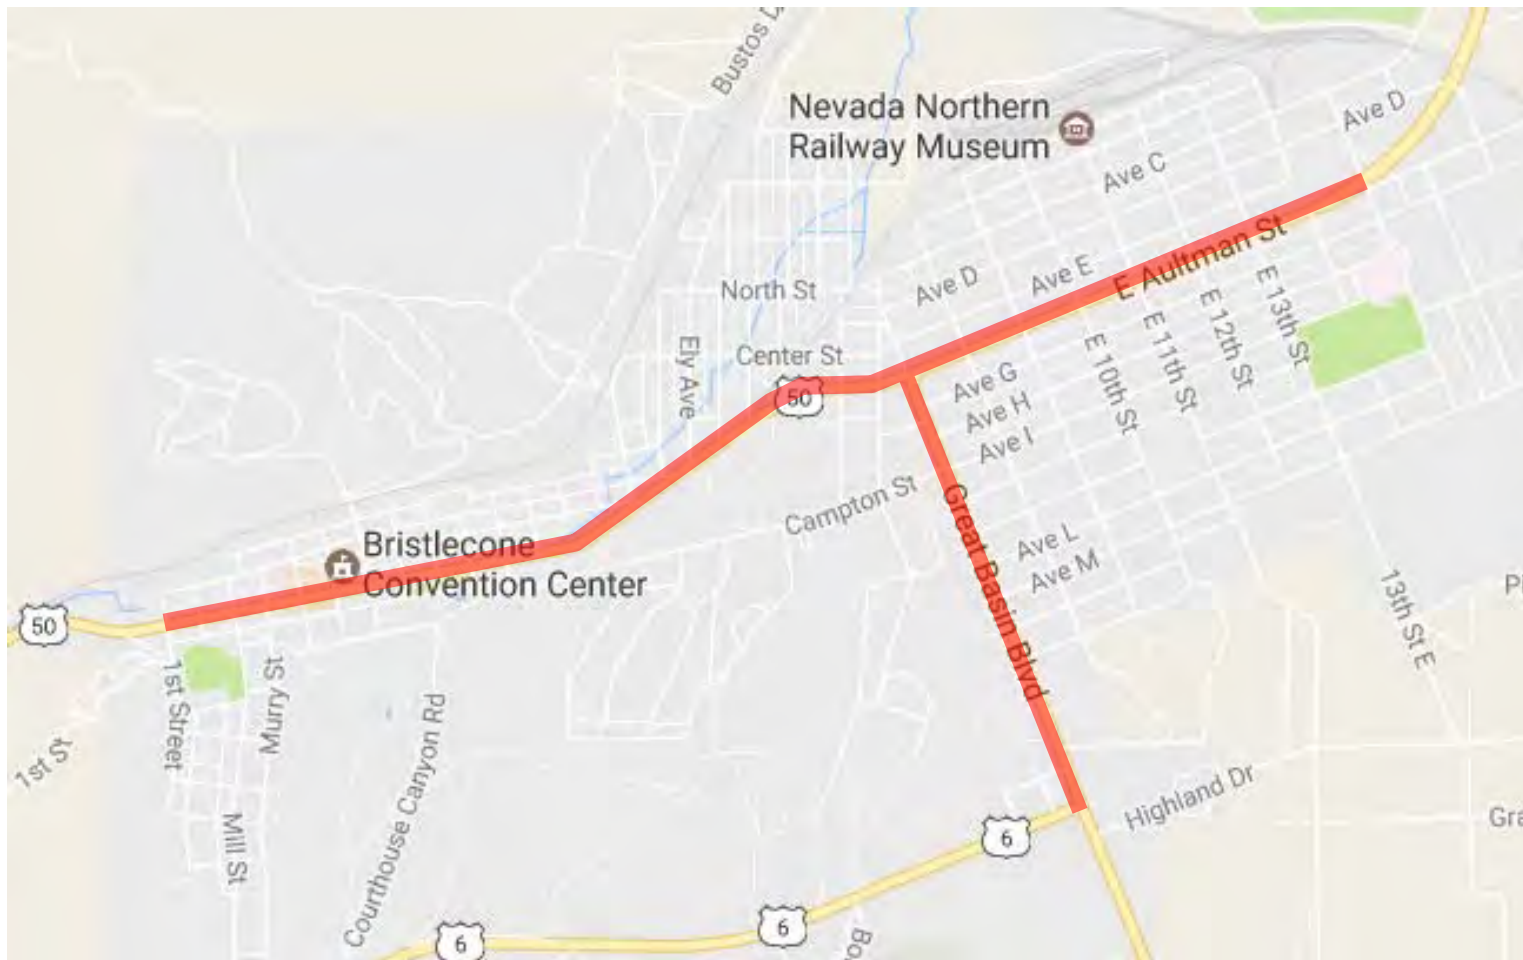 Bustos D
Nevada Northern
Railway Museum
Ave D
Ave C
E Aultman St
Ave E
Ave D
North St
E 13th St
E 12th St
E 11th St
E 10th St
Center St
Ely Ave
50
Ave G
Ave H
Ave I
Campton St
Great Basin Blvd
Ave L
Ave M
Bristlecone
Convention Center
13th St E
Pl
50
1st Street
Murry St
1st St
Mill St
Courthouse Canyon Rd
Highland Dr
Gra
6
6
6
Bo